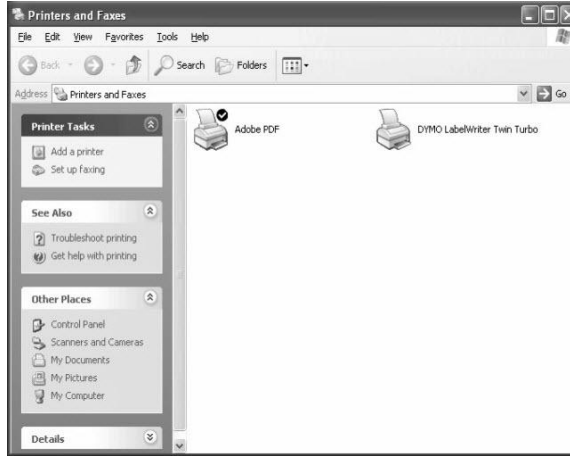 Printers and Faxes
File Edit View Favorites Tools Help
Back Search Folders
Address Printers and Faxes Go
Printer Tasks
Add a printer
Set up faxing
See Also
Troubleshoot printing
Get help with printing
Other Places
Control Panel
Scanners and Cameras
My Documents
My Pictures
My Computer
Details
Adobe PDF
DYMO LabelWriter Twin Turbo